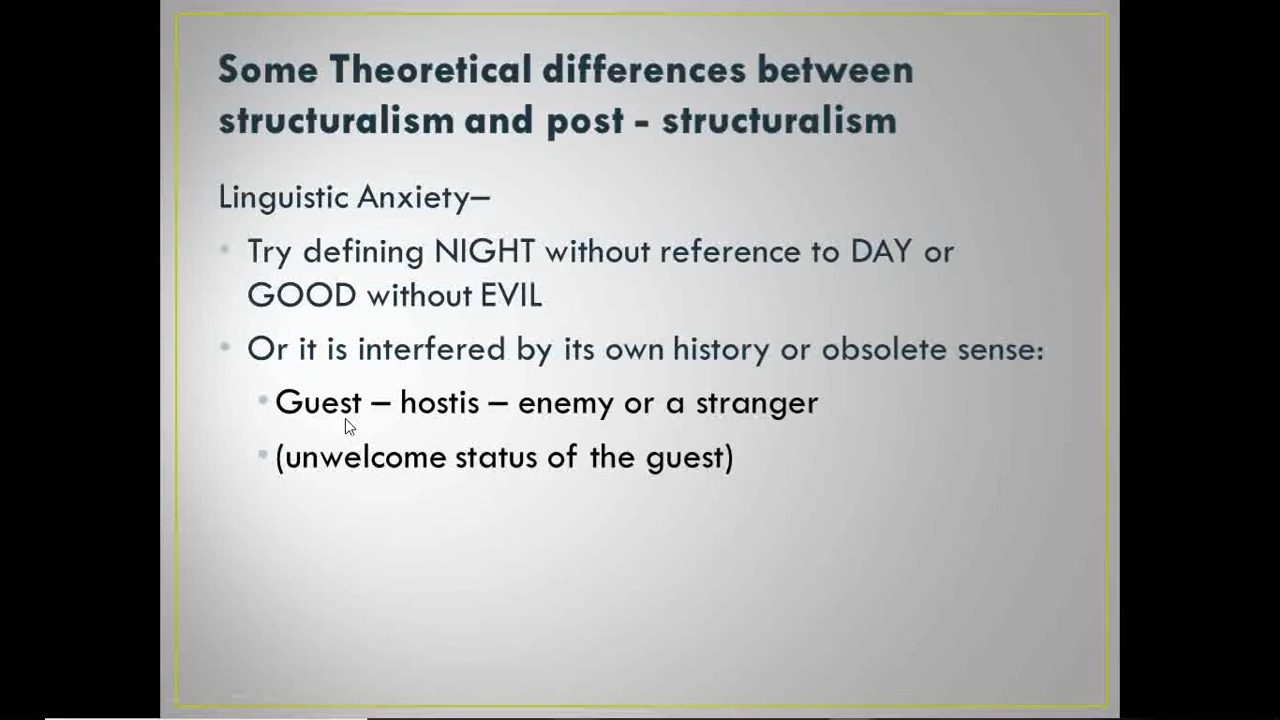 Some Theoretical differences between
structuralism and post - structuralism
Linguistic Anxiety–
• Try defining NIGHT without reference to DAY or
GOOD without EVIL
• Or it is interfered by its own history or obsolete sense:
• Guest – hostis – enemy or a stranger
• (unwelcome status of the guest)